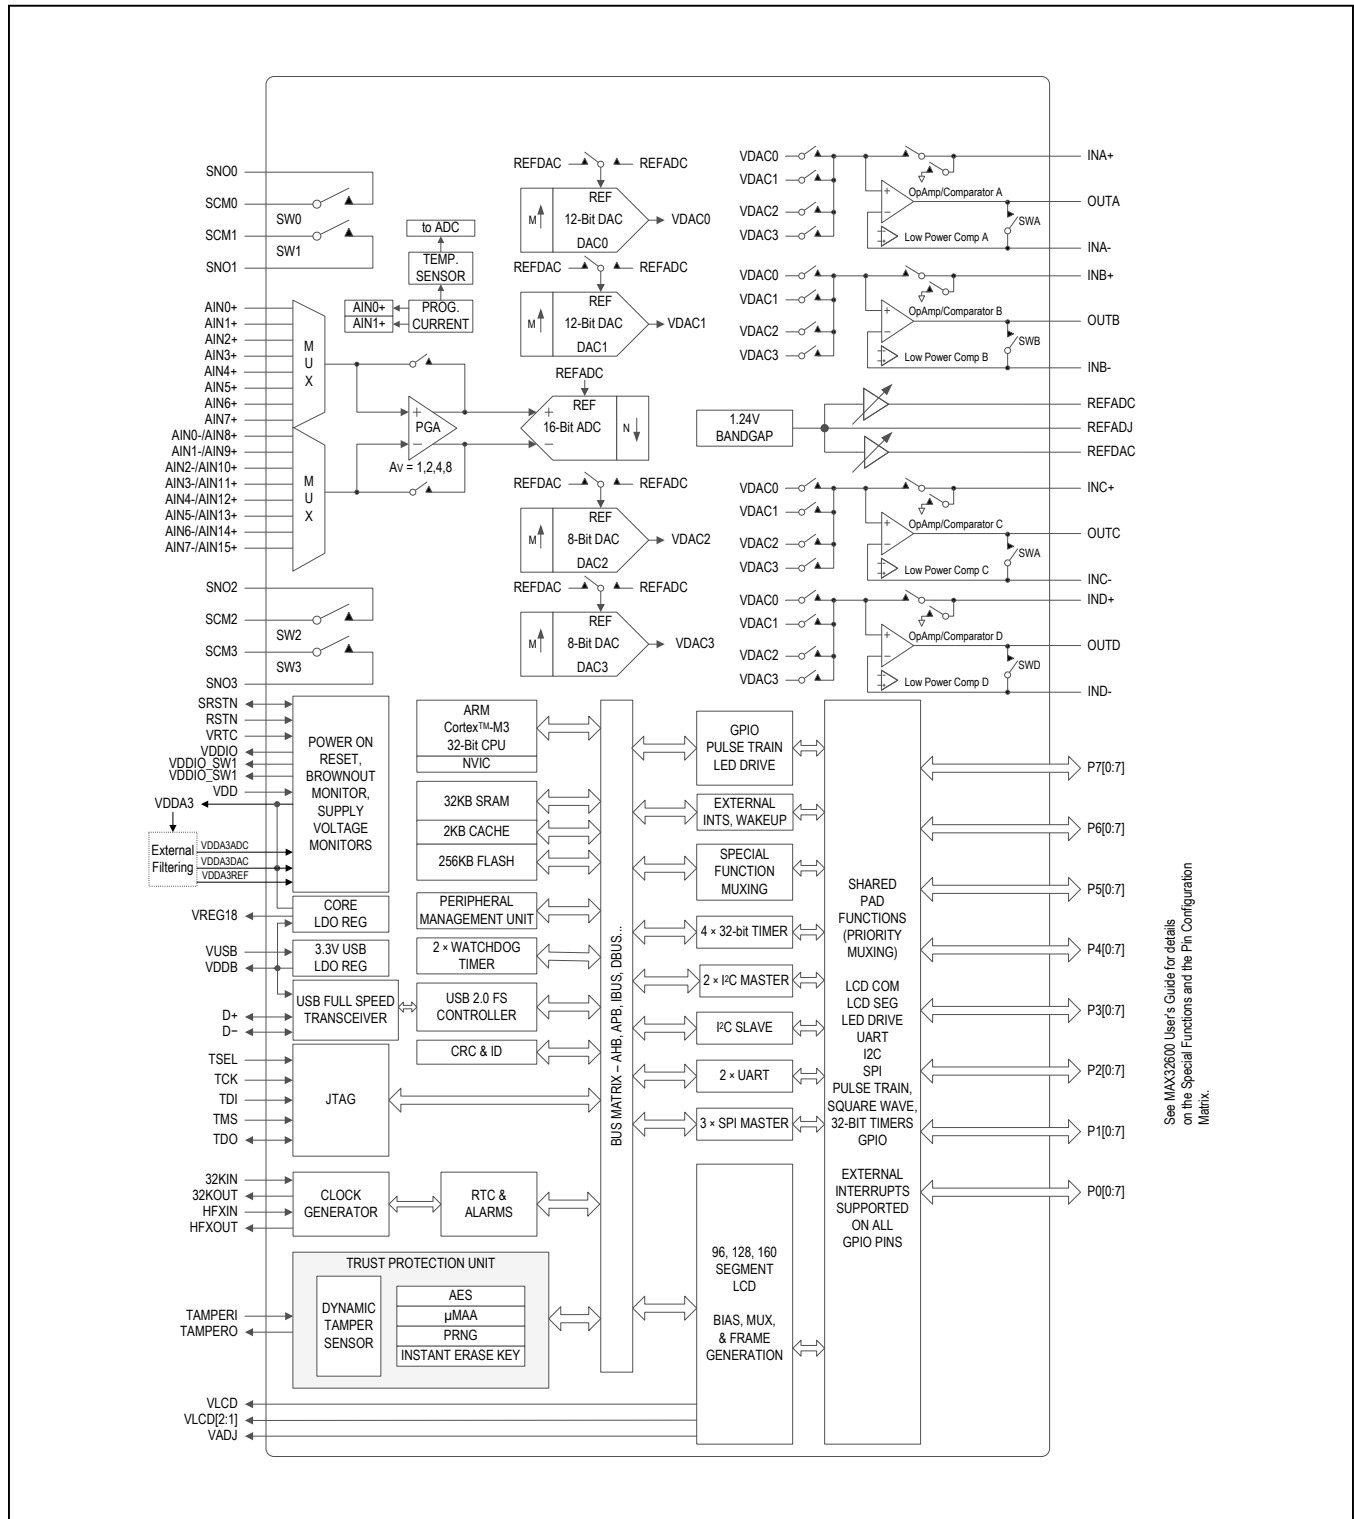 SNO0
SCM0
SW0
SCM1
SW1
SNO1
to ADC
TEMP.
SENSOR
PROG.
CURRENT
AIN0+
AIN1+
AIN0+
AIN1+
AIN2+
AIN3+
AIN4+
AIN5+
AIN6+
AIN7+
AIN0-/AIN8+
AIN1-/AIN9+
AIN2-/AIN10+
AIN3-/AIN11+
AIN4-/AIN12+
AIN5-/AIN13+
AIN6-/AIN14+
AIN7-/AIN15+
M
U
X
M
U
X
+
PGA
−
AV = 1,2,4,8
REFDAC
REFADC
REF
M
12-Bit DAC
DAC0
VDAC0
REFDAC
REFADC
REF
M
12-Bit DAC
DAC1
VDAC1
REFADC
REF
+
16-Bit ADC
−
N
REFDAC
REFADC
REF
M
8-Bit DAC
DAC2
VDAC2
REFDAC
REFADC
REF
M
8-Bit DAC
DAC3
VDAC3
VDAC0
VDAC1
VDAC2
VDAC3
+
−
OpAmp/Comparator A
Low Power Comp A
SWA
INA+
OUTA
INA-
VDAC0
VDAC1
VDAC2
VDAC3
+
−
OpAmp/Comparator B
Low Power Comp B
SWB
INB+
OUTB
INB-
1.24V
BANDGAP
REFADC
REFADJ
REFDAC
VDAC0
VDAC1
VDAC2
VDAC3
+
−
OpAmp/Comparator C
Low Power Comp C
SWA
INC+
OUTC
INC-
VDAC0
VDAC1
VDAC2
VDAC3
+
−
OpAmp/Comparator D
Low Power Comp D
SWD
IND+
OUTD
IND-
SNO2
SCM2
SW2
SCM3
SW3
SNO3
SRSTN
RSTN
VRTC
VDDIO
VDDIO_SW1
VDDIO_SW1
VDD
VDDA3
External
Filtering
VDDA3ADC
VDDA3DAC
VDDA3REF
POWER ON
RESET,
BROWNOUT
MONITOR,
SUPPLY
VOLTAGE
MONITORS
VREG18
CORE
LDO REG
VUSB
VDDB
3.3V USB
LDO REG
D+
D−
USB FULL SPEED
TRANSCEIVER
TSEL
TCK
TDI
TMS
TDO
JTAG
32KIN
32KOUT
HFXIN
HFXOUT
CLOCK
GENERATOR
RTC &
ALARMS
TRUST PROTECTION UNIT
DYNAMIC
TAMPER
SENSOR
AES
µMAA
PRNG
INSTANT ERASE KEY
TAMPERI
TAMPERO
VLCD
VLCD[2:1]
VADJ
ARM
Cortex™-M3
32-Bit CPU
NVIC
32KB SRAM
2KB CACHE
256KB FLASH
PERIPHERAL
MANAGEMENT UNIT
2 × WATCHDOG
TIMER
USB 2.0 FS
CONTROLLER
CRC & ID
BUS MATRIX – AHB, APB, IBUS, DBUS...
GPIO
PULSE TRAIN
LED DRIVE
EXTERNAL
INTS, WAKEUP
SPECIAL
FUNCTION
MUXING
4 × 32-bit TIMER
2 × I²C MASTER
I²C SLAVE
2 × UART
3 × SPI MASTER
96, 128, 160
SEGMENT
LCD
BIAS, MUX,
& FRAME
GENERATION
SHARED
PAD
FUNCTIONS
(PRIORITY
MUXING)
LCD COM
LCD SEG
LED DRIVE
UART
I2C
SPI
PULSE TRAIN,
SQUARE WAVE,
32-BIT TIMERS
GPIO
EXTERNAL
INTERRUPTS
SUPPORTED
ON ALL
GPIO PINS
P7[0:7]
P6[0:7]
P5[0:7]
P4[0:7]
P3[0:7]
P2[0:7]
P1[0:7]
P0[0:7]
See MAX32600 User's Guide for details
on the Special Functions and the Pin Configuration
Matrix.